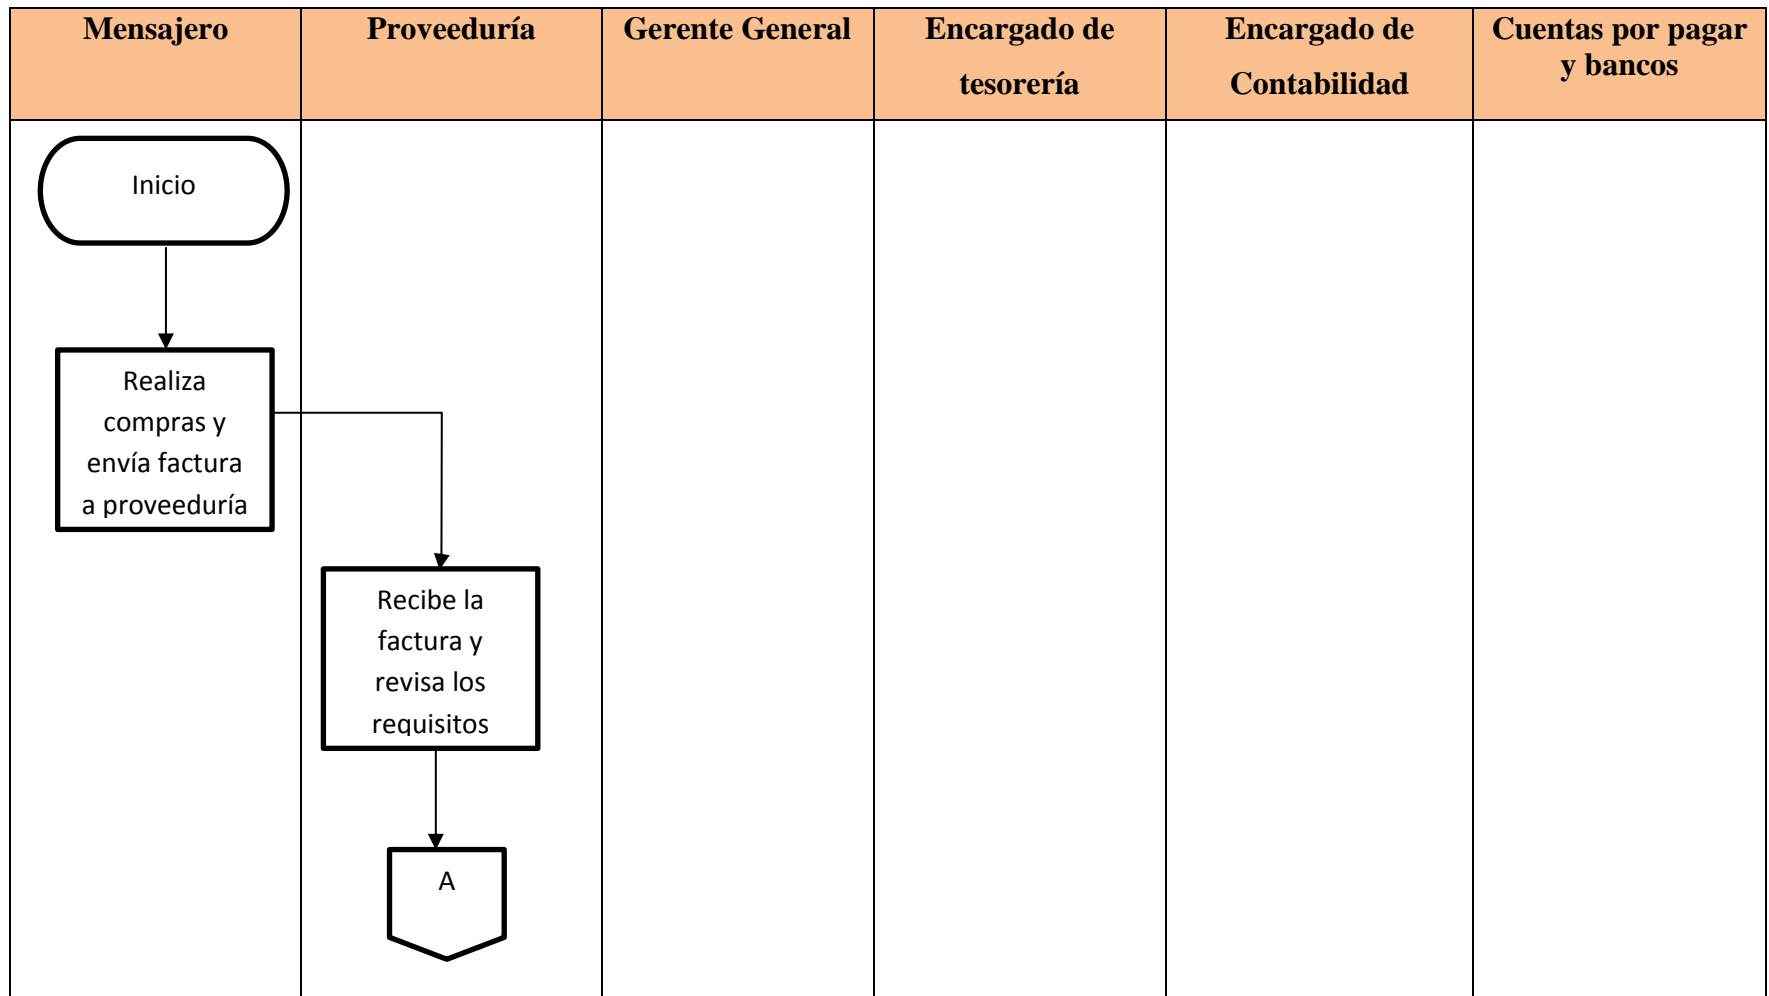 Mensajero
Proveeduría
Gerente General
Encargado de
tesorería
Encargado de
Contabilidad
Cuentas por pagar
y bancos
Inicio
Realiza
compras y
envía factura
a proveeduría
Recibe la
factura y
revisa los
requisitos
A